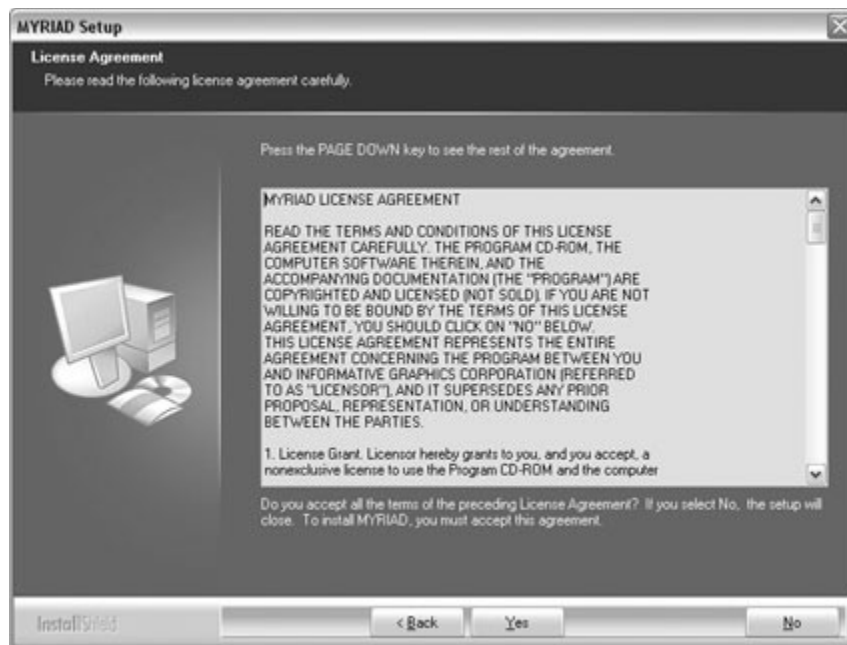 MYRIAD Setup
License Agreement
Please read the following license agreement carefully.
Press the PAGE DOWN key to see the rest of the agreement.
MYRIAD LICENSE AGREEMENT
READ THE TERMS AND CONDITIONS OF THIS LICENSE
AGREEMENT CAREFULLY. THE PROGRAM CD-ROM, THE
COMPUTER SOFTWARE THEREIN, AND THE
ACCOMPANYING DOCUMENTATION (THE "PROGRAM") ARE
COPYRIGHTED AND LICENSED (NOT SOLD). IF YOU ARE NOT
WILLING TO BE BOUND BY THE TERMS OF THIS LICENSE
AGREEMENT, YOU SHOULD CLICK ON "NO" BELOW.
THIS LICENSE AGREEMENT REPRESENTS THE ENTIRE
AGREEMENT CONCERNING THE PROGRAM BETWEEN YOU
AND INFORMATIVE GRAPHICS CORPORATION (REFERRED
TO AS "LICENSOR"), AND IT SUPERSEDES ANY PRIOR
PROPOSAL, REPRESENTATION, OR UNDERSTANDING
BETWEEN THE PARTIES.
1. License Grant. Licensor hereby grants to you, and you accept, a
nonexclusive license to use the Program CD-ROM and the computer
Do you accept all the terms of the preceding License Agreement? If you select No, the setup will
close. To install MYRIAD, you must accept this agreement.
InstallShield
< Back
Yes
No